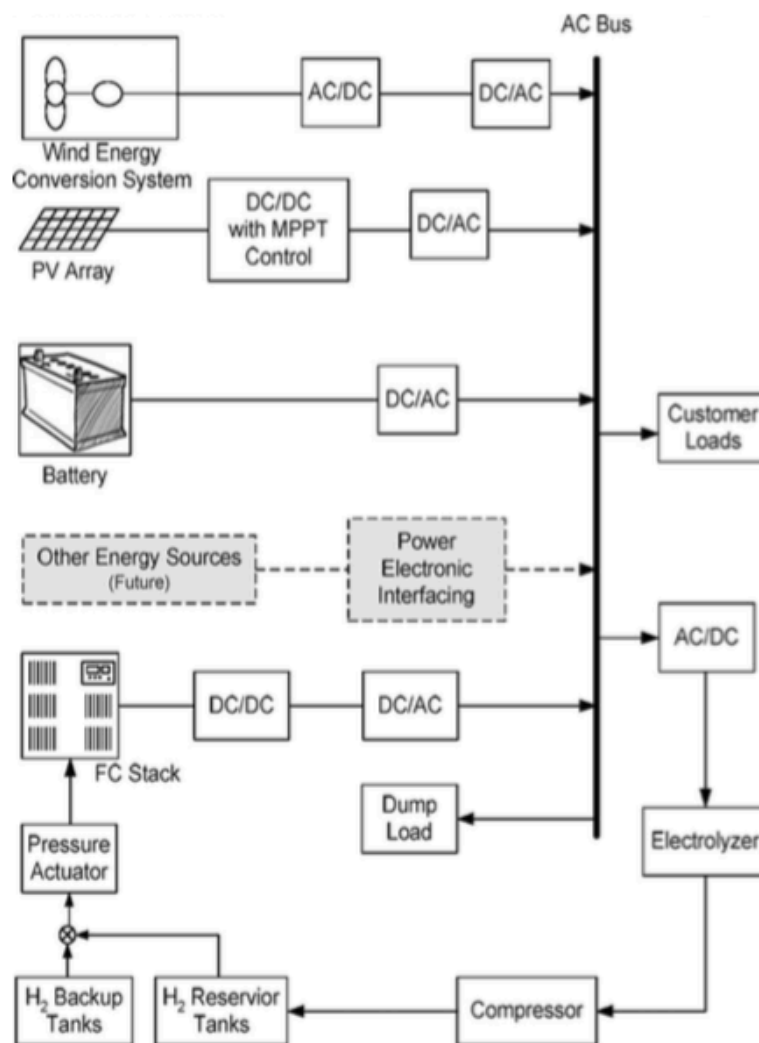 AC Bus
AC/DC
DC/AC
Wind Energy
Conversion System
DC/DC
with MPPT
Control
DC/AC
PV Array
DC/AC
Battery
Customer
Loads
Other Energy Sources
(Future)
Power
Electronic
Interfacing
AC/DC
DC/DC
DC/AC
FC Stack
Dump
Load
Electrolyzer
Pressure
Actuator
H₂ Backup
Tanks
H₂ Reservior
Tanks
Compressor